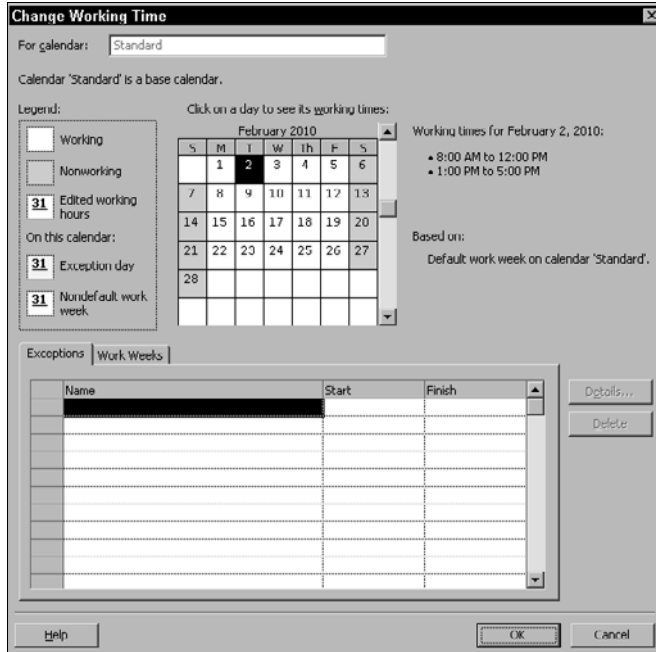 Change Working Time
For calendar: Standard
Calendar 'Standard' is a base calendar.
Legend:
Working
Nonworking
31 Edited working
hours
On this calendar:
31 Exception day
31 Nondefault work
week
Click on a day to see its working times:
February 2010
S M T W Th F S
1 2 3 4 5 6
7 8 9 10 11 12 13
14 15 16 17 18 19 20
21 22 23 24 25 26 27
28
Working times for February 2, 2010:
• 8:00 AM to 12:00 PM
• 1:00 PM to 5:00 PM
Based on:
Default work week on calendar 'Standard'.
Exceptions Work Weeks
Name Start Finish
Details...
Delete
Help OK Cancel